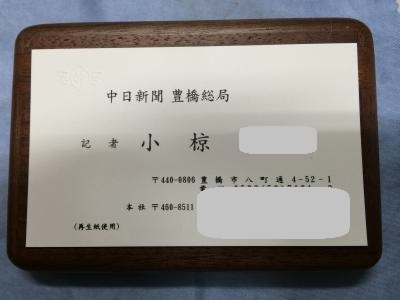 中日新聞 豊橋総局
記者 小椋
〒440-0806 豊橋市八町通4-52-1
本社 〒460-8511
(再生紙使用)